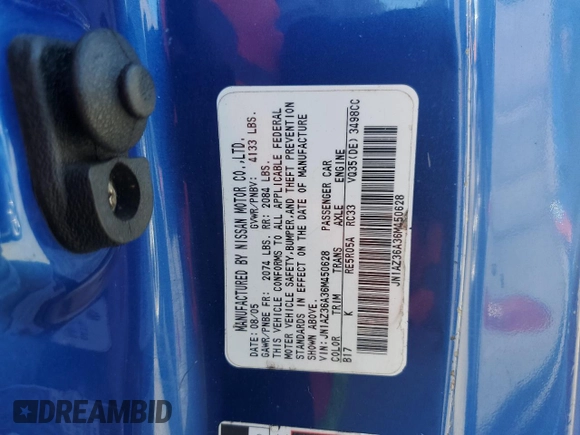 MANUFACTURED BY NISSAN MOTOR CO.,LTD.
DATE: 08/05 GVWR/PNBV: 4133 LBS.
GAWR/PNBE FR: 2074 LBS. RR: 2084 LBS.
THIS VEHICLE CONFORMS TO ALL APPLICABLE FEDERAL
MOTOR VEHICLE SAFETY,BUMPER,AND THEFT PREVENTION
STANDARDS IN EFFECT ON THE DATE OF MANUFACTURE
SHOWN ABOVE.
VIN:JN1AZ36A36M450628 PASSENGER CAR
COLOR TRIM TRANS AXLE ENGINE
B17 K RE5R05A RC33 VQ35(DE) 3498CC
JN1AZ36A36M450628
DREAMBID